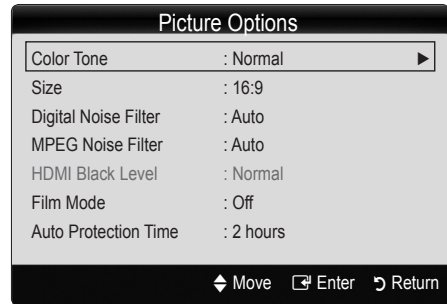 Picture Options
Color Tone : Normal ▶
Size : 16:9
Digital Noise Filter : Auto
MPEG Noise Filter : Auto
HDMI Black Level : Normal
Film Mode : Off
Auto Protection Time : 2 hours
Move Enter Return